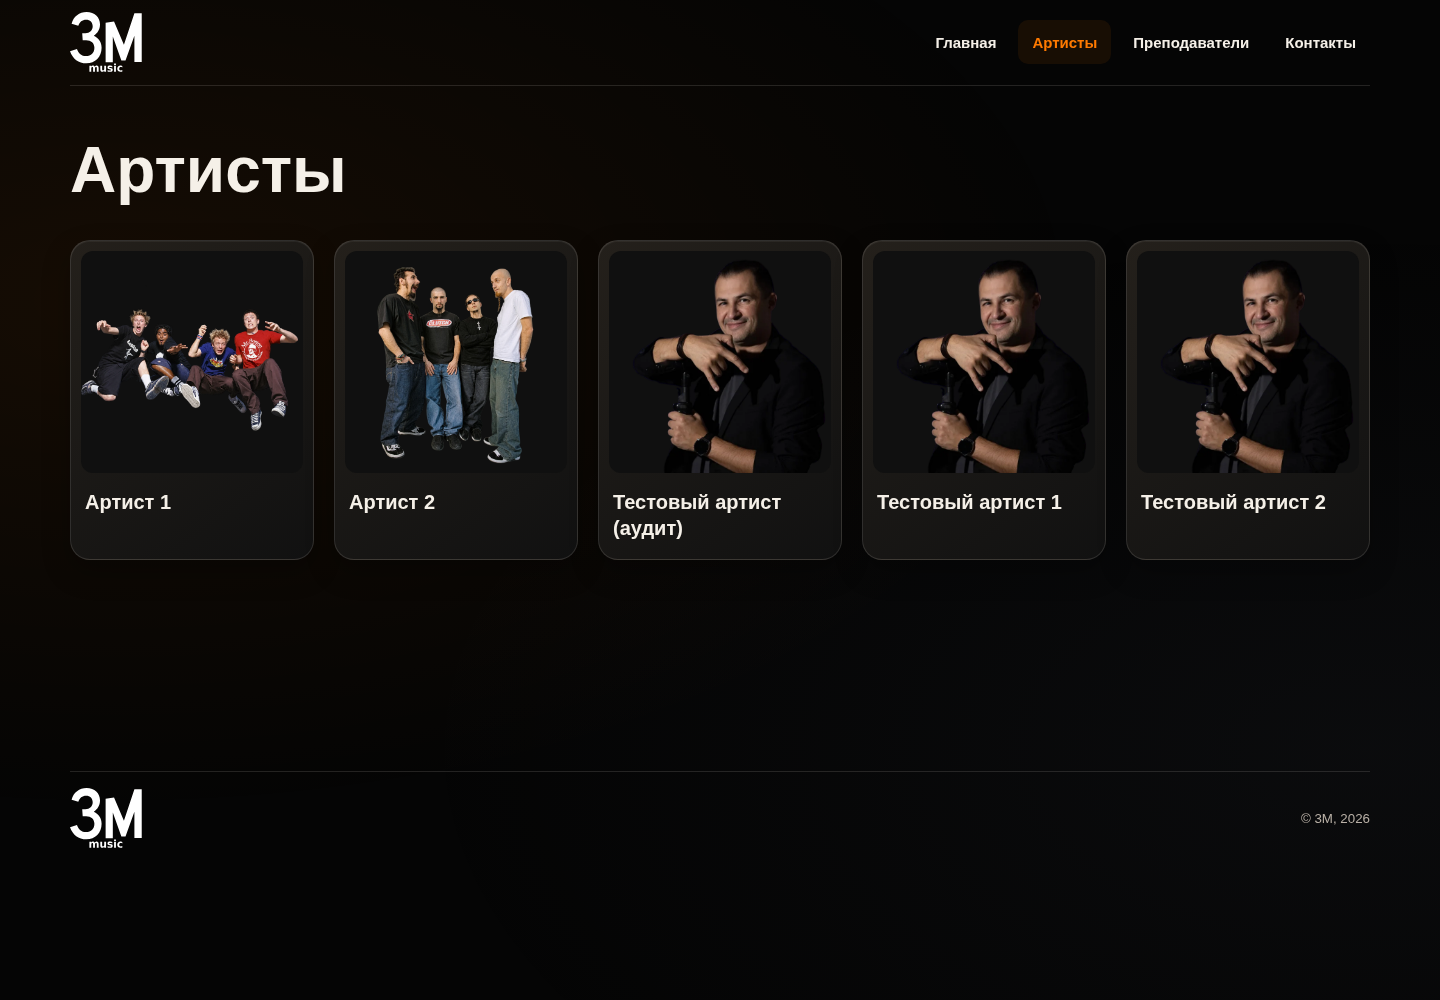 3M
music
Главная
Артисты
Преподаватели
Контакты
Артисты
Артист 1
Артист 2
Тестовый артист
(аудит)
Тестовый артист 1
Тестовый артист 2
3M
music
© 3M, 2026